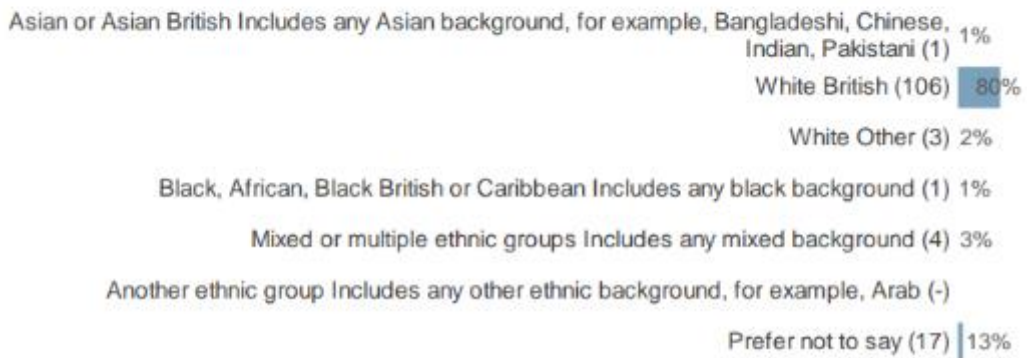 Asian or Asian British Includes any Asian background, for example, Bangladeshi, Chinese, 1%
Indian, Pakistani (1)
White British (106) 80%
White Other (3) 2%
Black, African, Black British or Caribbean Includes any black background (1) 1%
Mixed or multiple ethnic groups Includes any mixed background (4) 3%
Another ethnic group Includes any other ethnic background, for example, Arab (-)
Prefer not to say (17) 13%